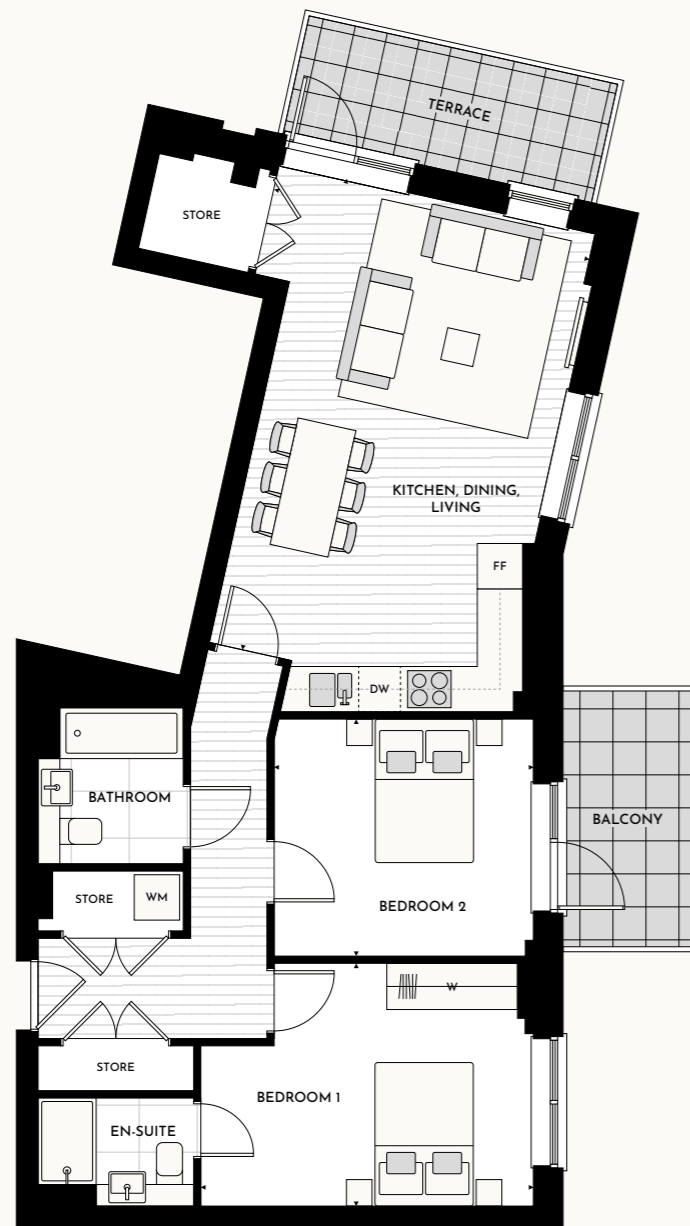 TERRACE
STORE
KITCHEN, DINING,
LIVING
FF
DW
BATHROOM
BALCONY
STORE
WM
BEDROOM 2
W
STORE
BEDROOM 1
EN-SUITE